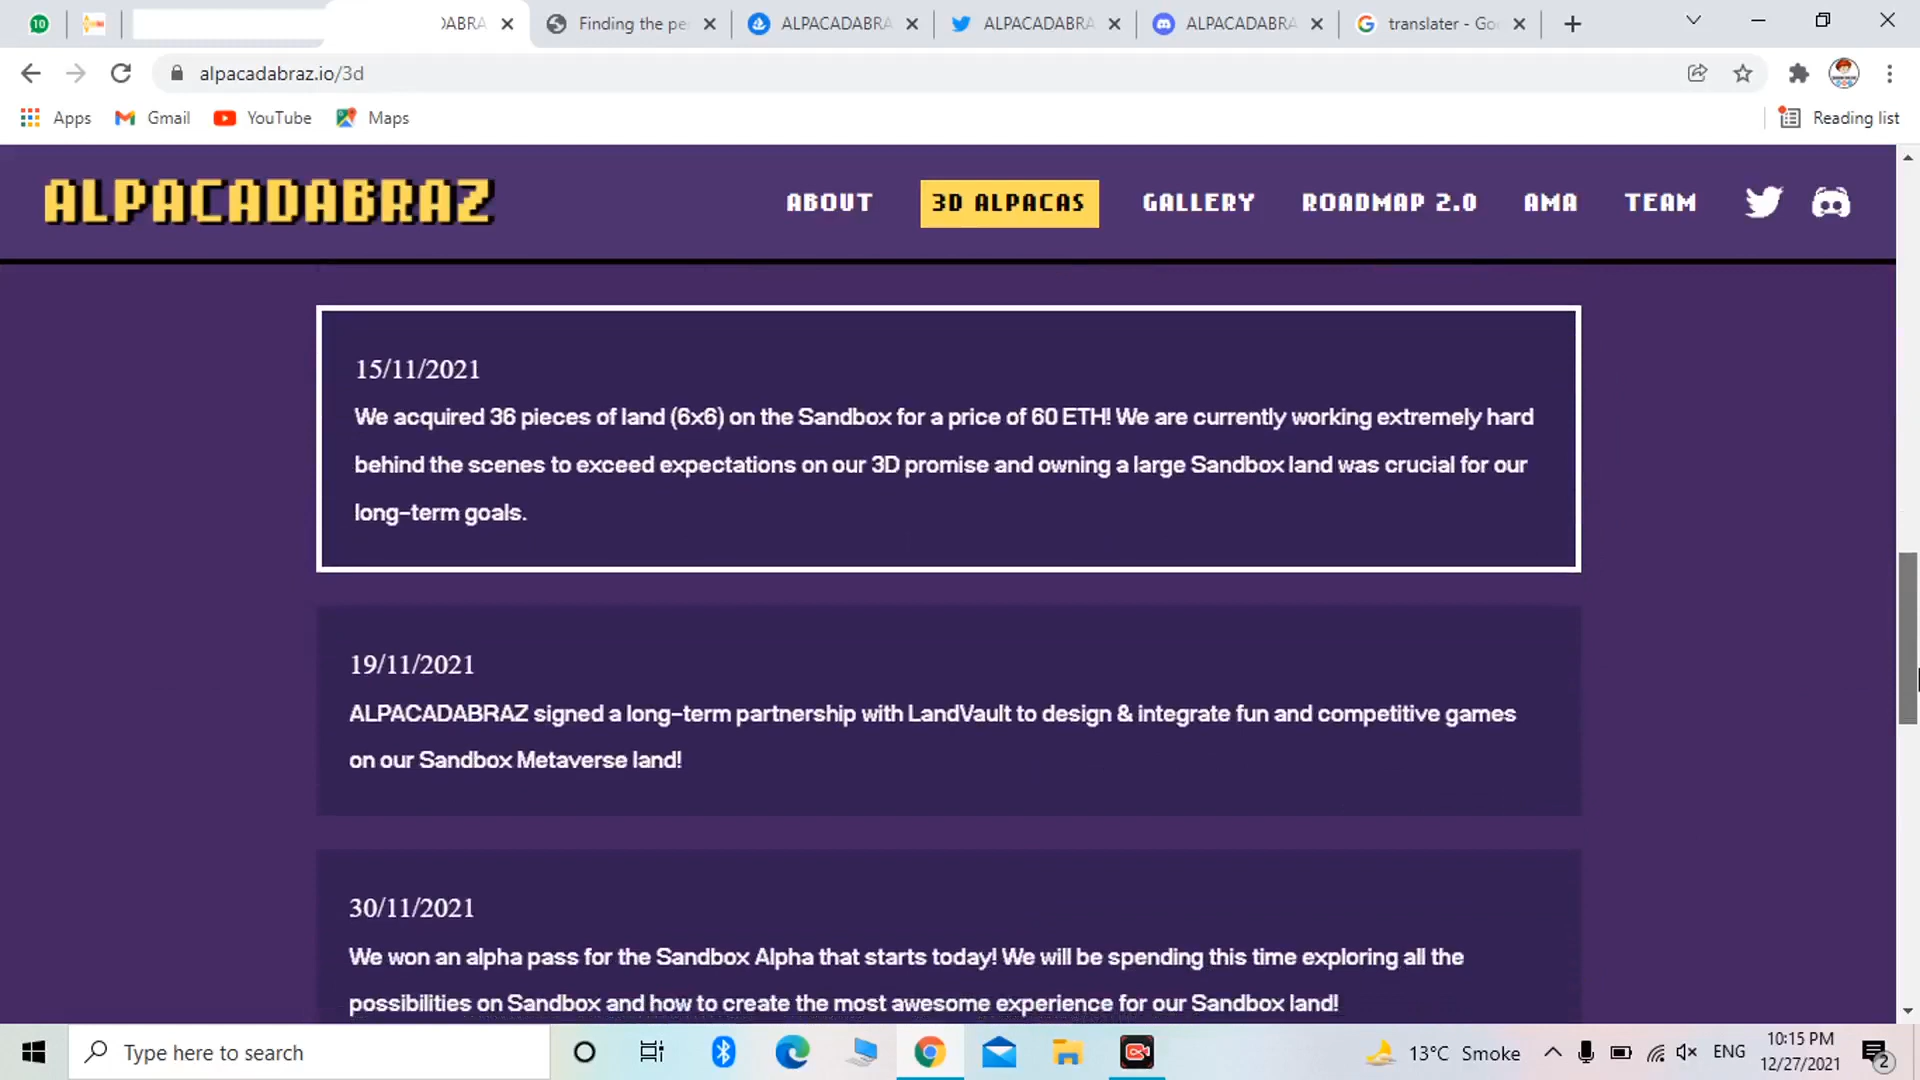 10
DABRA
Finding the pe
ALPACADABRA
ALPACADABRA
ALPACADABRA
translater - Go
alpacadabraz.io/3d
Apps
Gmail
YouTube
Maps
Reading list
ALPACADABRAZ
ABOUT
3D ALPACAS
GALLERY
ROADMAP 2.0
AMA
TEAM
15/11/2021
We acquired 36 pieces of land (6x6) on the Sandbox for a price of 60 ETH! We are currently working extremely hard
behind the scenes to exceed expectations on our 3D promise and owning a large Sandbox land was crucial for our
long-term goals.
19/11/2021
ALPACADABRAZ signed a long-term partnership with LandVault to design & integrate fun and competitive games
on our Sandbox Metaverse land!
30/11/2021
We won an alpha pass for the Sandbox Alpha that starts today! We will be spending this time exploring all the
possibilities on Sandbox and how to create the most awesome experience for our Sandbox land!
Type here to search
13°C Smoke
ENG
10:15 PM
12/27/2021
2